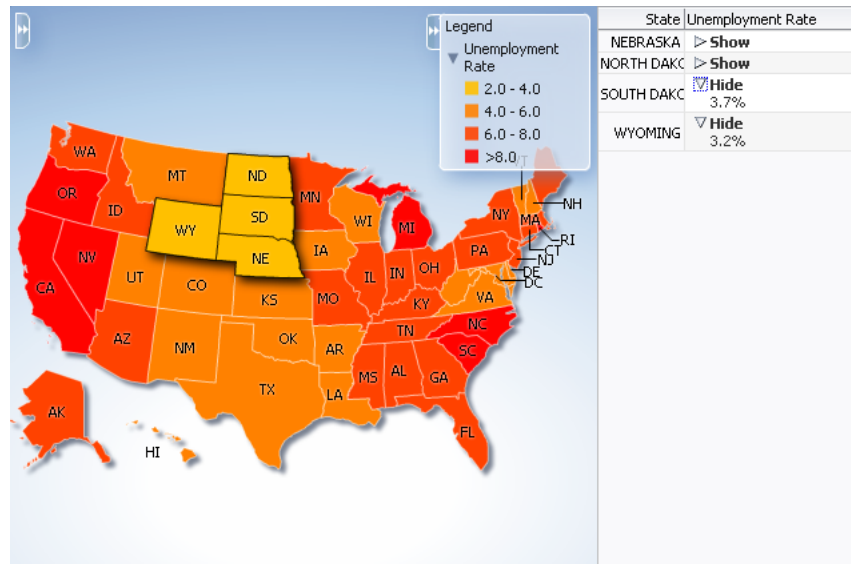 Legend
Unemployment
Rate
2.0 - 4.0
4.0 - 6.0
6.0 - 8.0
>8.0
State Unemployment Rate
NEBRASKA Show
NORTH DAKO Show
SOUTH DAKO Hide
3.7%
WYOMING Hide
3.2%
WA
MT
ND
MN
VT
OR
ID
WY
SD
WI
MI
NY
MA
NH
RI
CT
NJ
DE
DC
NV
UT
CO
NE
IA
IL
IN
OH
PA
CA
AZ
NM
KS
MO
KY
VA
OK
AR
TN
NC
SC
TX
LA
MS
AL
GA
FL
AK
HI